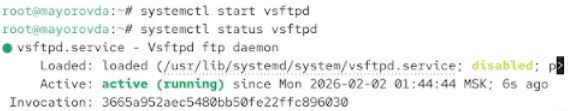 root@mayorovda:~# systemctl start vsftpd
root@mayorovda:~# systemctl status vsftpd
● vsftpd.service - Vsftpd ftp daemon
Loaded: loaded (/usr/lib/systemd/system/vsftpd.service; disabled; p>
Active: active (running) since Mon 2026-02-02 01:44:44 MSK; 6s ago
Invocation: 3665a952aec5480bb50fe22ffc896030